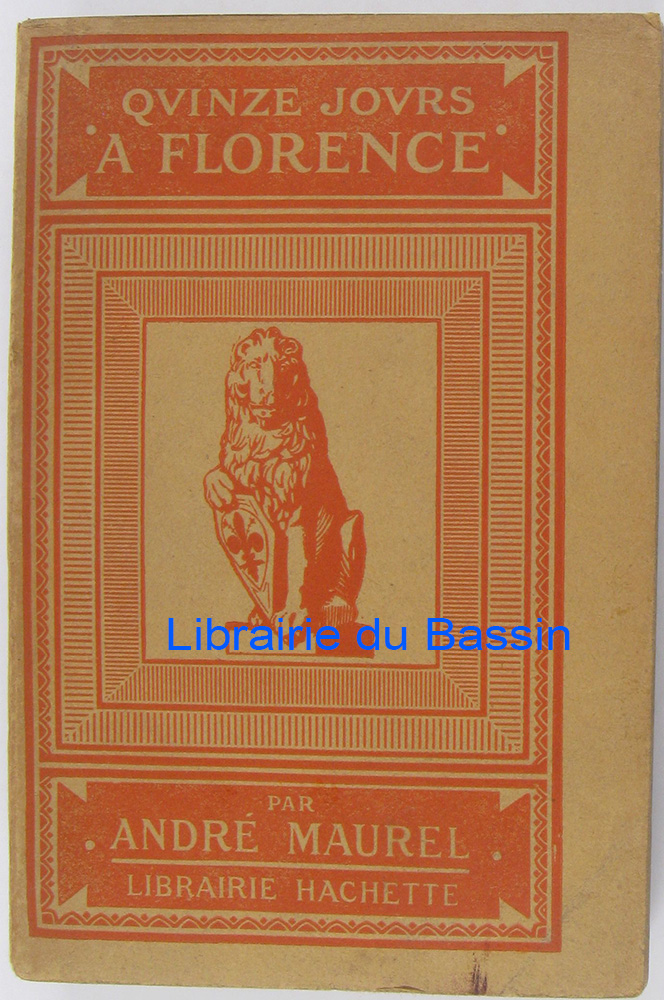 QVINZE JOVRS
A FLORENCE
Librairie du Bassin
PAR
ANDRÉ MAUREL
LIBRAIRIE HACHETTE